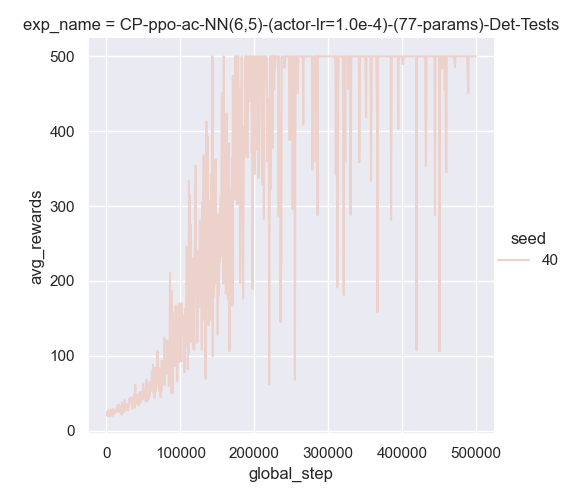 exp_name = CP-ppo-ac-NN(6,5)-(actor-lr=1.0e-4)-(77-params)-Det-Tests
500
400
300
200
100
0
avg_rewards
0 100000 200000 300000 400000 500000
global_step
seed
40